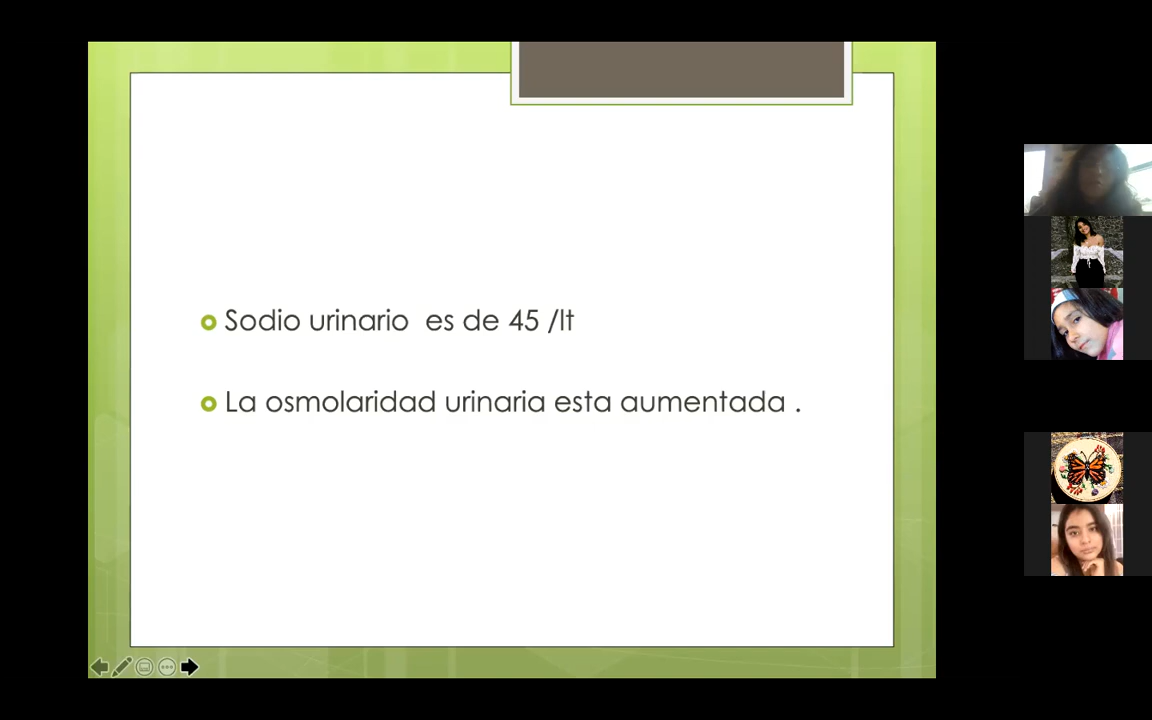 Sodio urinario es de 45 /lt
La osmolaridad urinaria esta aumentada .